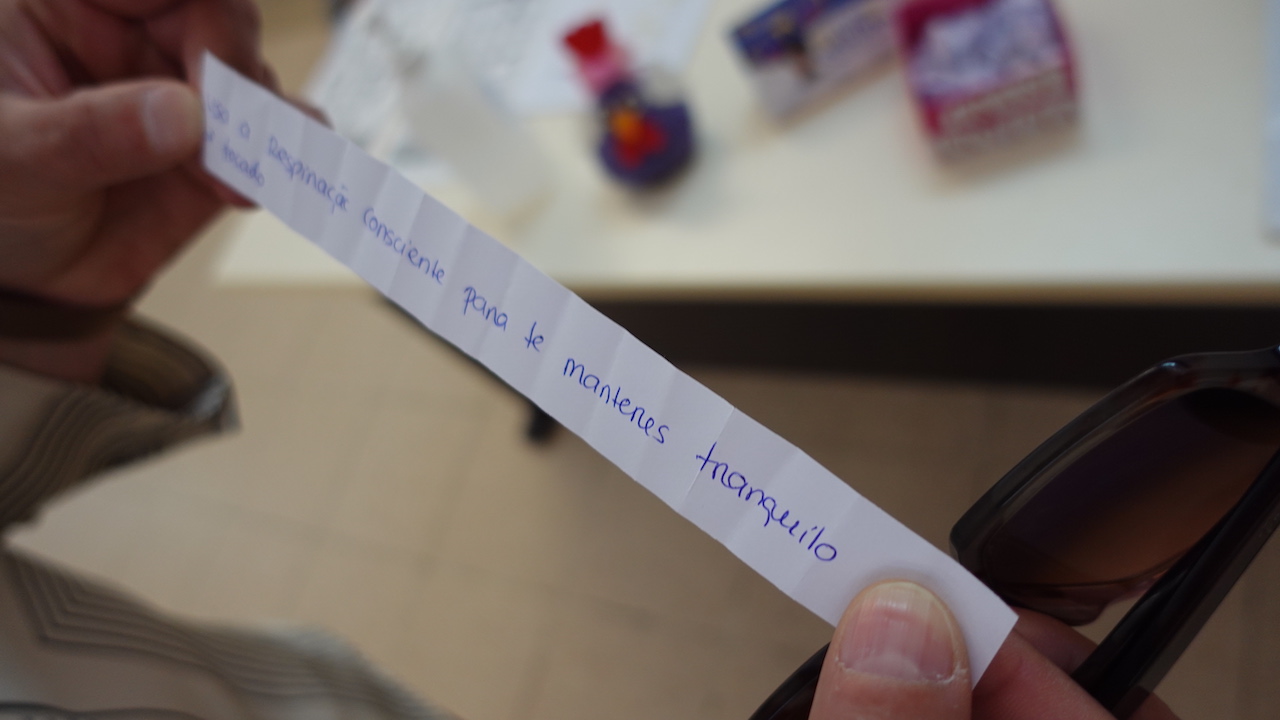 a Respiração Consciente para te manteres tranquilo